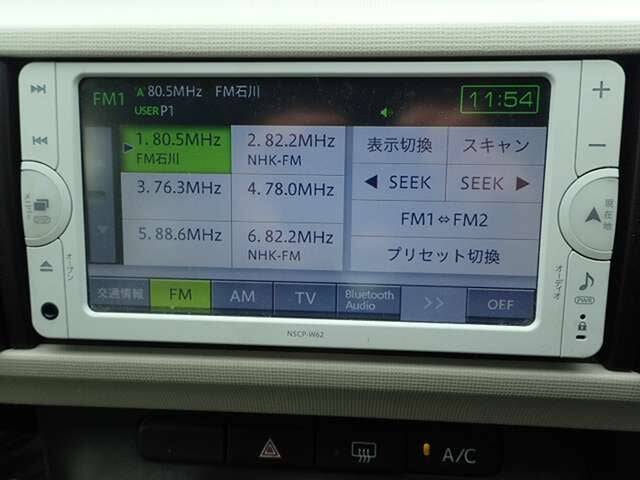 FM1 A 80.5MHz FM石川
USER P1
11:54
1. 80.5MHz
FM石川
2. 82.2MHz
NHK-FM
3. 76.3MHz
4. 78.0MHz
5. 88.6MHz
6. 82.2MHz
NHK-FM
表示切換
スキャン
◀ SEEK
SEEK ▶
FM1⇔FM2
プリセット切換
交通情報
FM
AM
TV
Bluetooth
Audio
>>
OFF
オープン
現在地
オーディオ
PWR
NSCP-W62
A/C